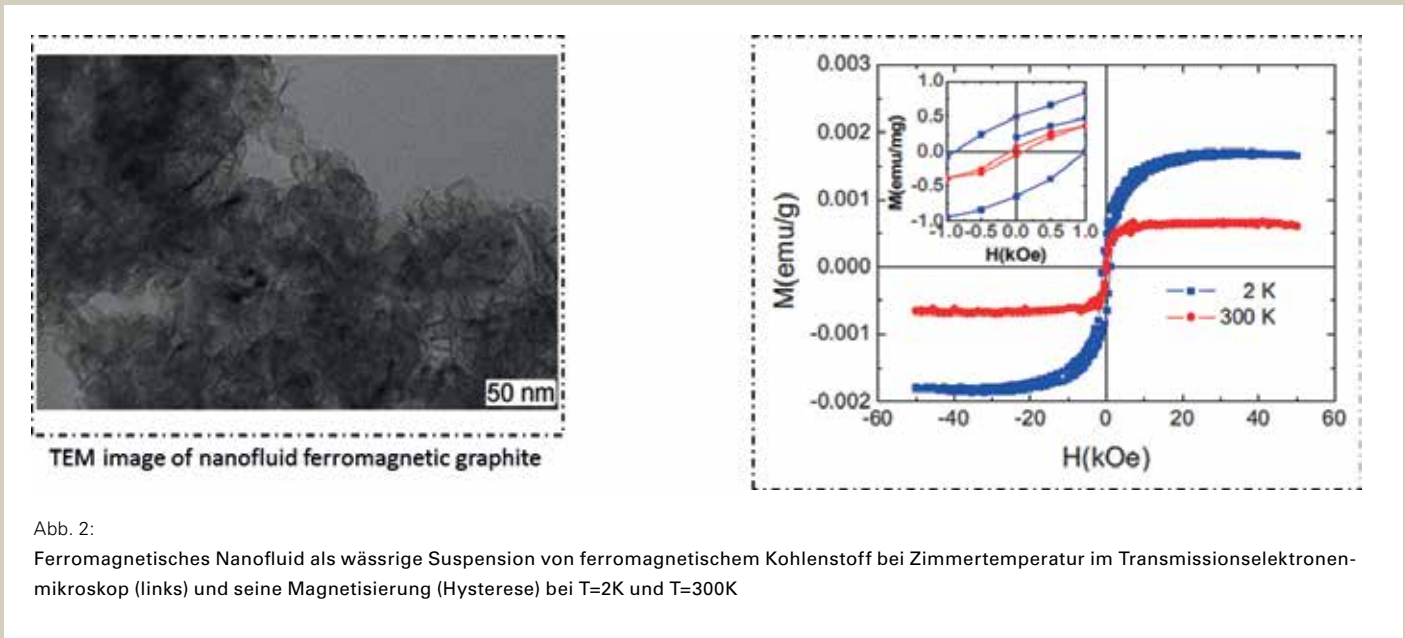 50 nm
TEM image of nanofluid ferromagnetic graphite
0.003
0.002
0.001
0.000
-0.001
-0.002
M(emu/g)
-60 -40 -20 0 20 40 60
H(kOe)
1.0
0.5
0.0
-0.5
-1.0
M(emu/mg)
-1.0 -0.5 0.0 0.5 1.0
H(kOe)
2 K
300 K
Abb. 2:
Ferromagnetisches Nanofluid als wässrige Suspension von ferromagnetischem Kohlenstoff bei Zimmertemperatur im Transmissionselektronen-
mikroskop (links) und seine Magnetisierung (Hysterese) bei T=2K und T=300K